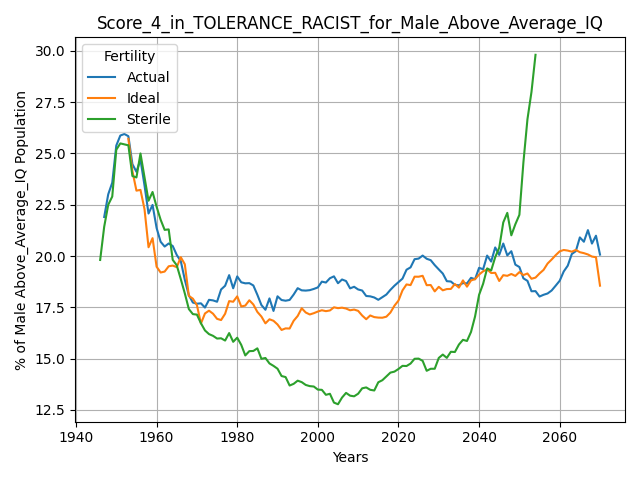 Score_4_in_TOLERANCE_RACIST_for_Male_Above_Average_IQ
% of Male Above_Average_IQ Population
30.0
27.5
25.0
22.5
20.0
17.5
15.0
12.5
Fertility
Actual
Ideal
Sterile
1940 1960 1980 2000 2020 2040 2060
Years